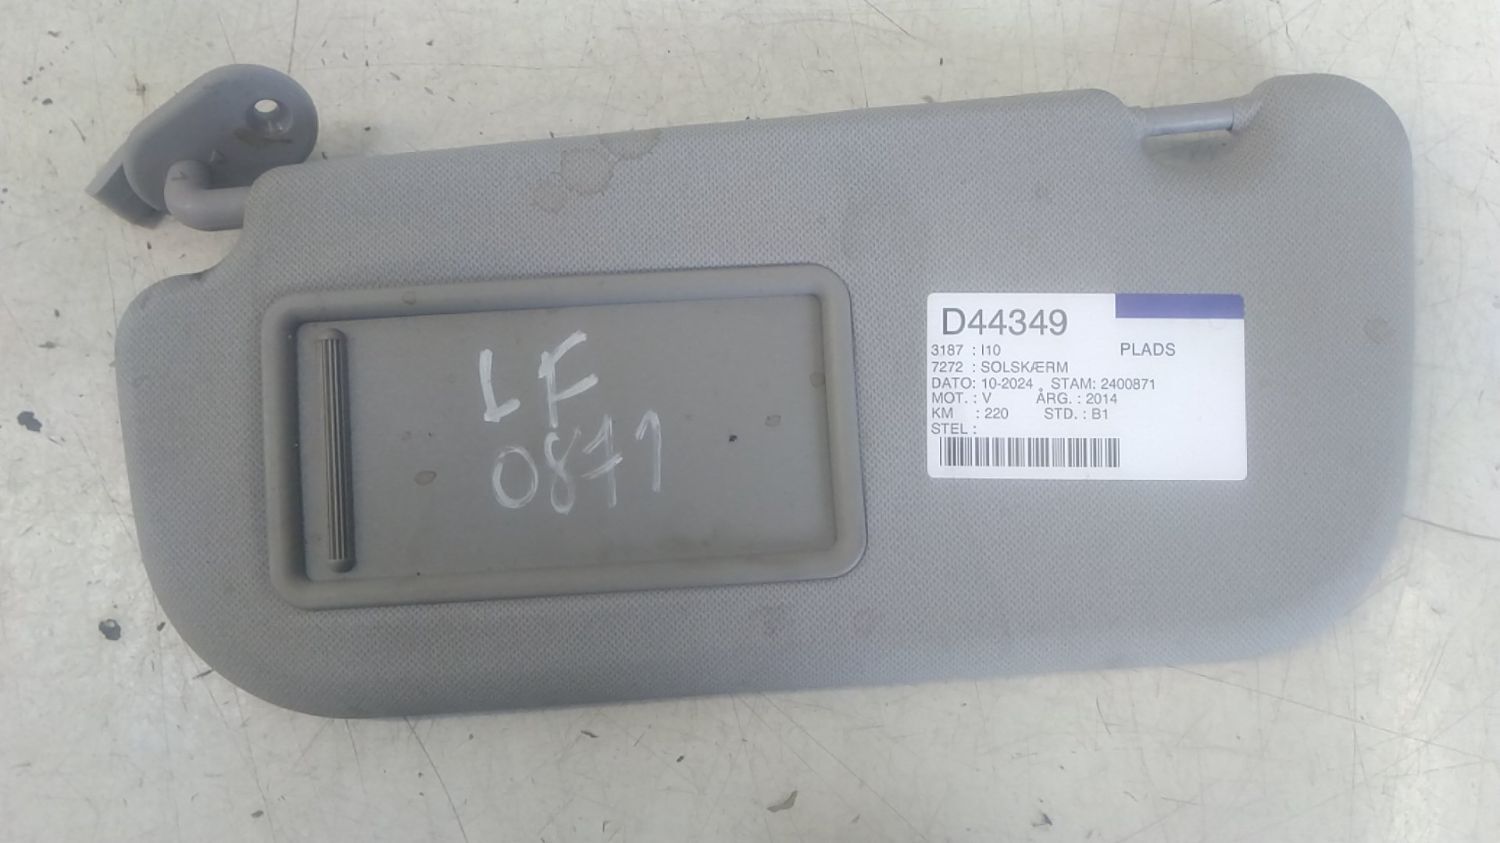 LF
0871
D44349
3187 : I10 PLADS
7272 : SOLSKÆRM
DATO: 10-2024 STAM: 2400871
MOT. : V ÅRG. : 2014
KM : 220 STD. : B1
STEL :